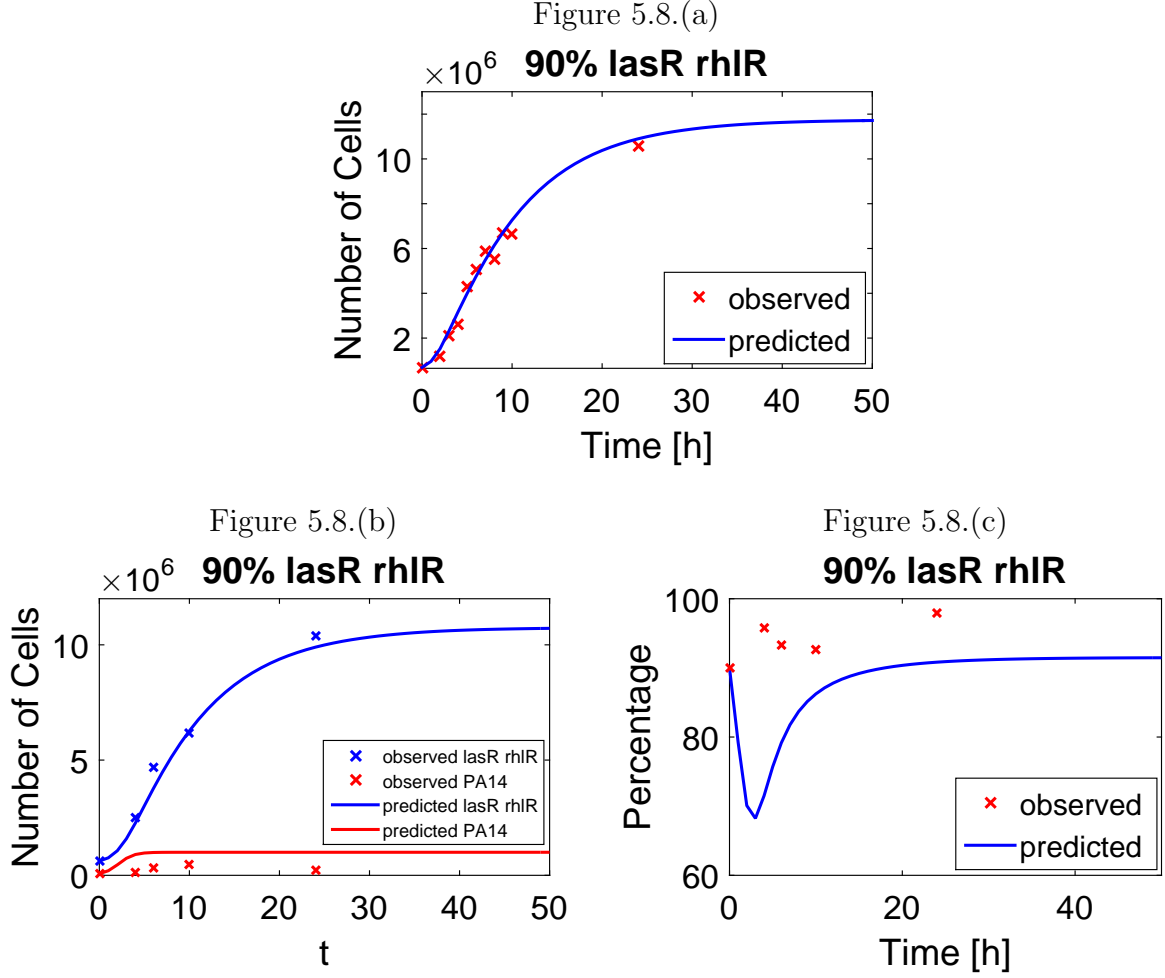 Figure 5.8.(a)
90% lasR rhlR
×10^6
Number of Cells
10
6
2
observed
predicted
0 10 20 30 40 50
Time [h]
Figure 5.8.(b)
90% lasR rhlR
×10^6
Number of Cells
10
5
0
observed lasR rhlR
observed PA14
predicted lasR rhlR
predicted PA14
0 10 20 30 40 50
t
Figure 5.8.(c)
90% lasR rhlR
Percentage
100
80
60
observed
predicted
0 20 40
Time [h]